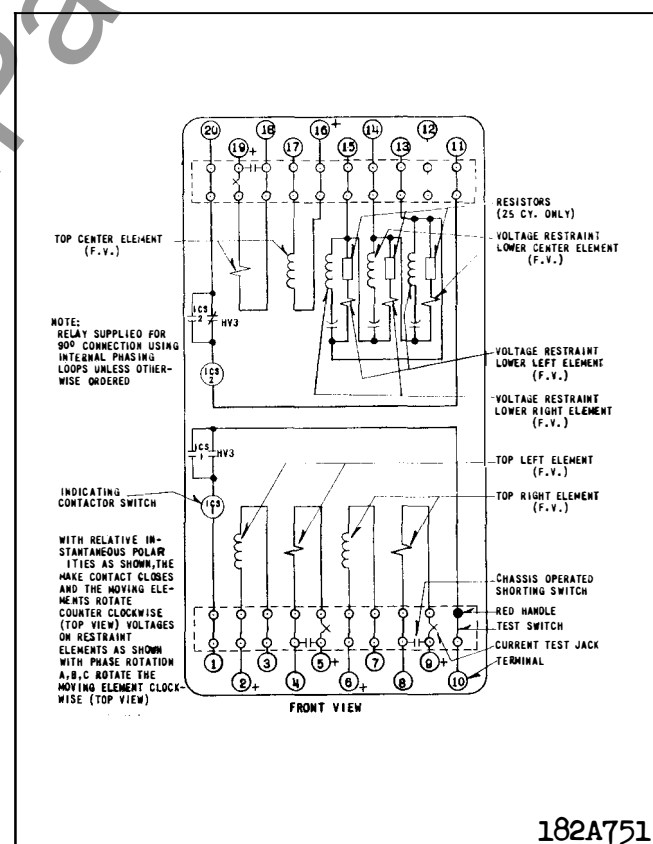 Pa
20
19
+
18
17
16
+
15
14
13
12
11
RESISTORS
(25 CY. ONLY)
TOP CENTER ELEMENT
(F.V.)
VOLTAGE RESTRAINT
LOWER CENTER ELEMENT
(F.V.)
ICS
2
HV3
NOTE:
RELAY SUPPLIED FOR
90° CONNECTION USING
INTERNAL PHASING
LOOPS UNLESS OTHER-
WISE ORDERED
ICS
2
VOLTAGE RESTRAINT
LOWER LEFT ELEMENT
(F.V.)
VOLTAGE RESTRAINT
LOWER RIGHT ELEMENT
(F.V.)
ICS
1
HV3
TOP LEFT ELEMENT
(F.V.)
INDICATING
CONTACTOR SWITCH
ICS
1
TOP RIGHT ELEMENT
(F.V.)
WITH RELATIVE IN-
STANTANEOUS POLAR
ITIES AS SHOWN,THE
MAKE CONTACT CLOSES
AND THE MOVING ELE-
MENTS ROTATE
COUNTER CLOCKWISE
(TOP VIEW) VOLTAGES
ON RESTRAINT
ELEMENTS AS SHOWN
WITH PHASE ROTATION
A,B,C ROTATE THE
MOVING ELEMENT CLOCK-
WISE (TOP VIEW)
CHASSIS OPERATED
SHORTING SWITCH
RED HANDLE
TEST SWITCH
CURRENT TEST JACK
TERMINAL
1
2
+
3
4
5
+
6
+
7
8
9
+
10
FRONT VIEW
182A751